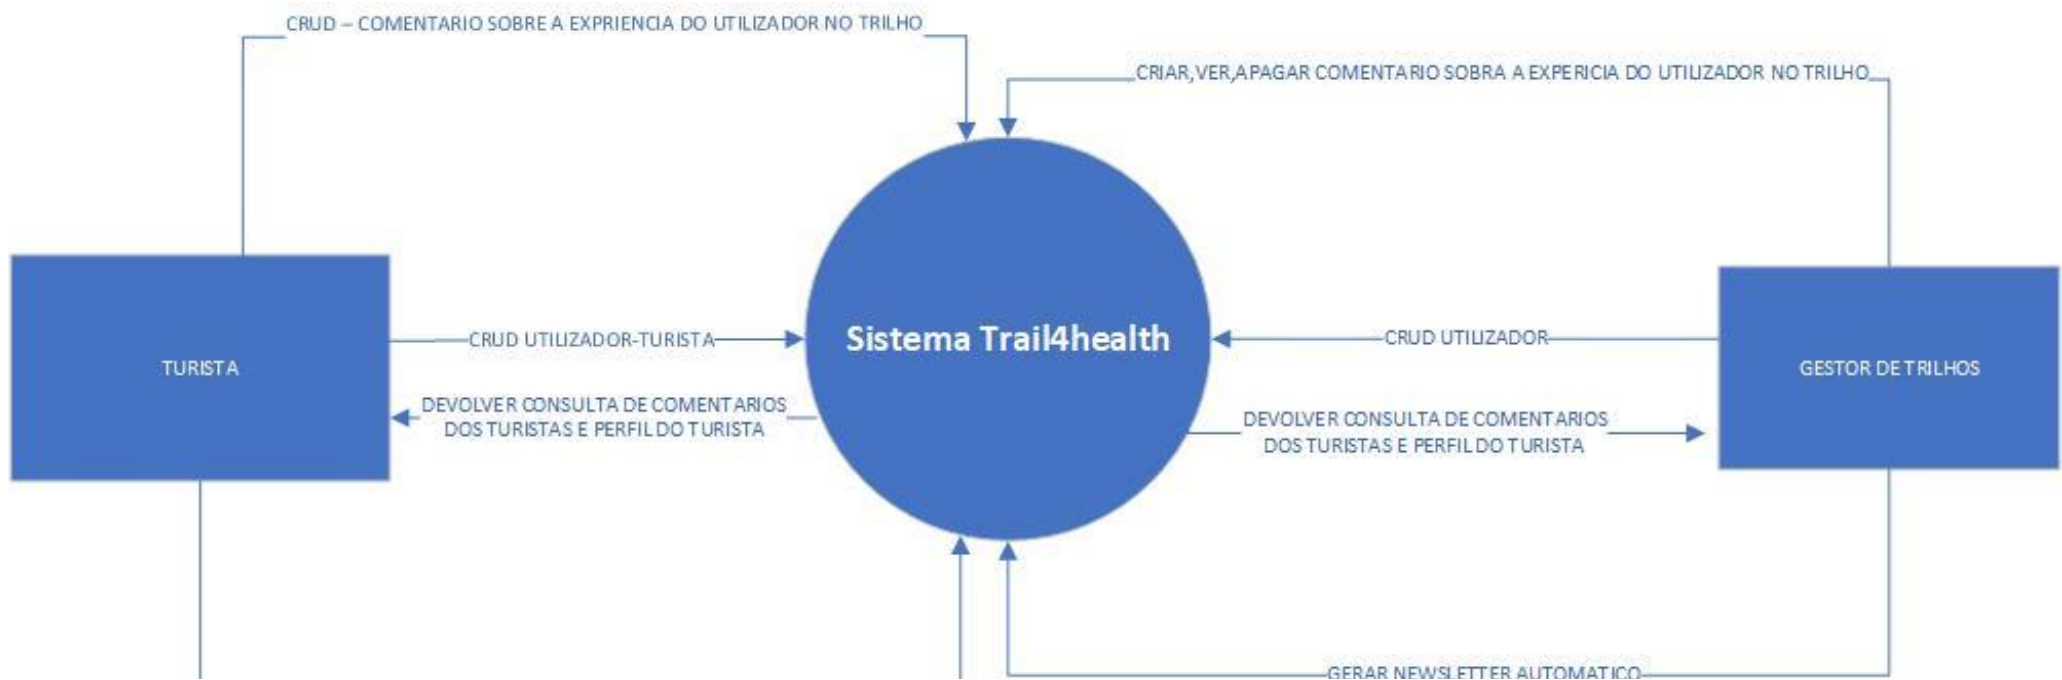 CRUD – COMENTARIO SOBRE A EXPRIENCIA DO UTILIZADOR NO TRILHO
CRIAR,VER,APAGAR COMENTARIO SOBRA A EXPERICIA DO UTILIZADOR NO TRILHO
TURISTA
CRUD UTILIZADOR-TURISTA
DEVOLVER CONSULTA DE COMENTARIOS
DOS TURISTAS E PERFIL DO TURISTA
Sistema Trail4health
CRUD UTILIZADOR
DEVOLVER CONSULTA DE COMENTARIOS
DOS TURISTAS E PERFIL DO TURISTA
GESTOR DE TRILHOS
GERAR NEWSLETTER AUTOMATICO